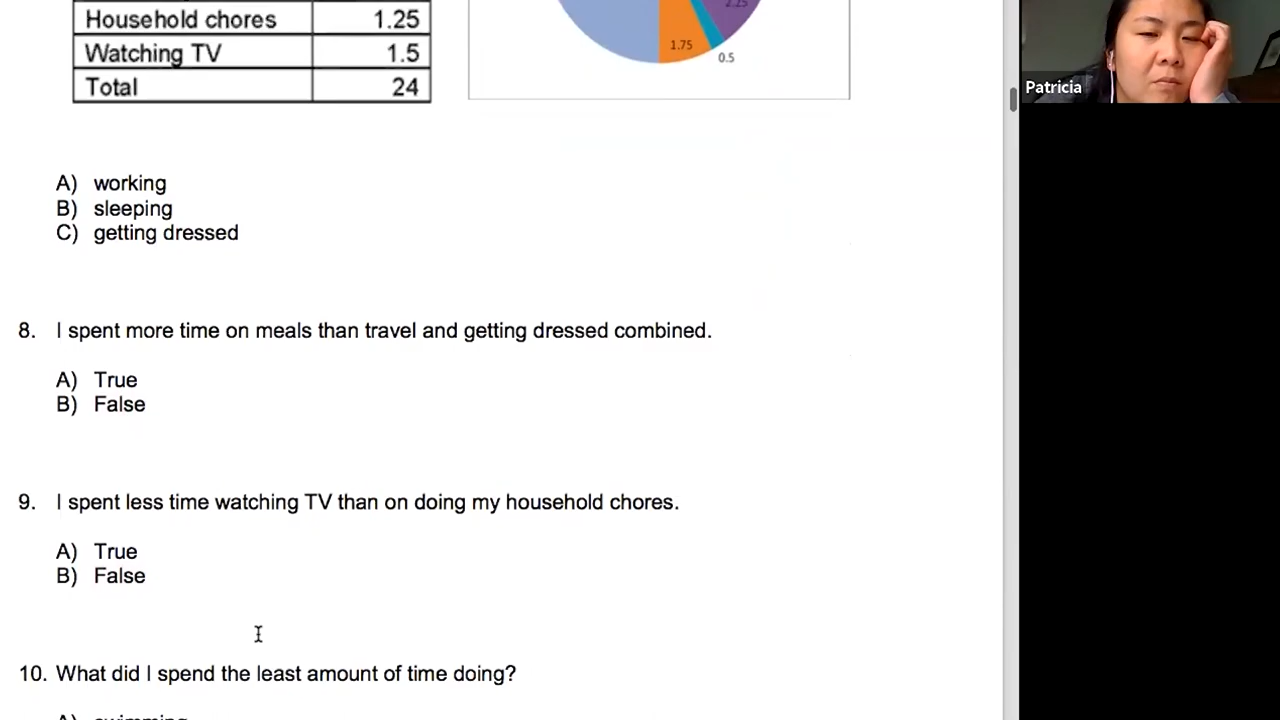 Household chores 1.25
Watching TV 1.5
Total 24
2.25
1.75
0.5
Patricia
A) working
B) sleeping
C) getting dressed
8. I spent more time on meals than travel and getting dressed combined.
A) True
B) False
9. I spent less time watching TV than on doing my household chores.
A) True
B) False
10. What did I spend the least amount of time doing?
A) swimming